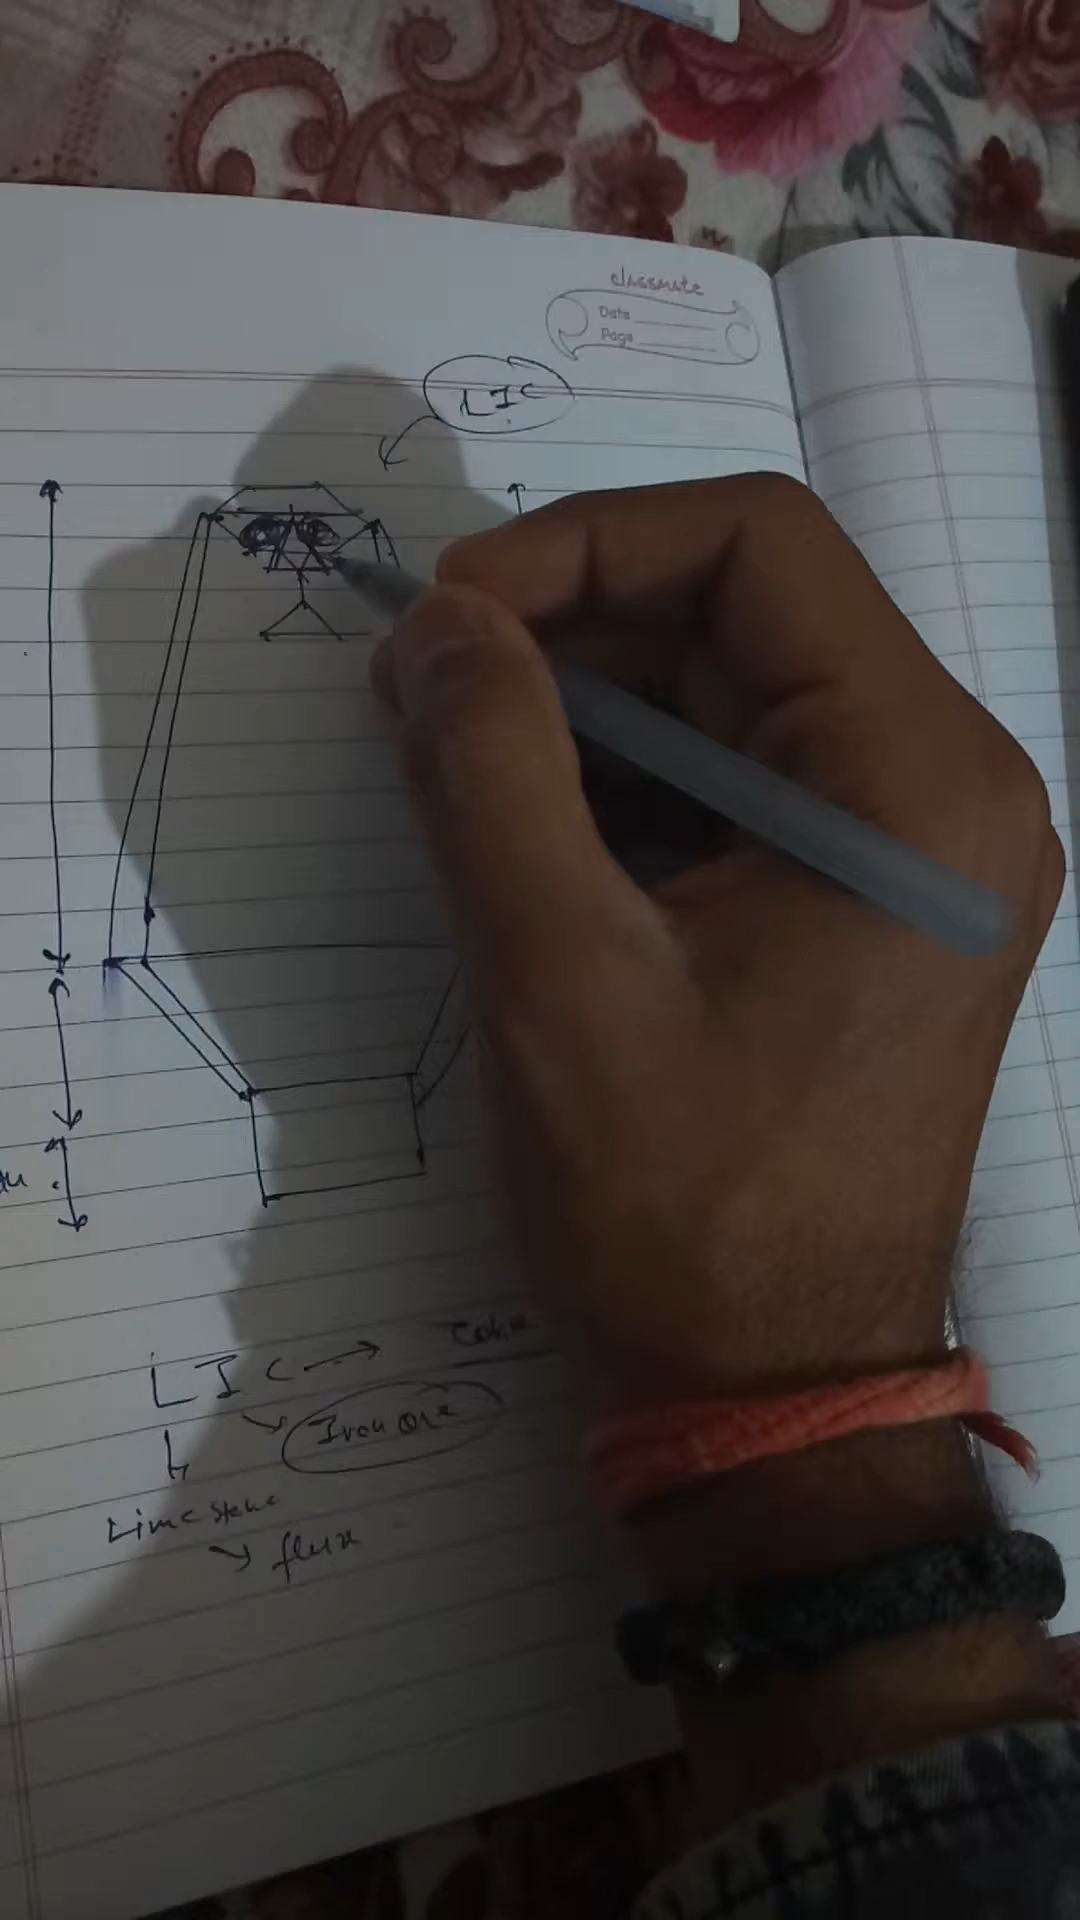 classmate
Date
Page
LIC
LIC → Coke
Iron Ore
Lime stone
flux